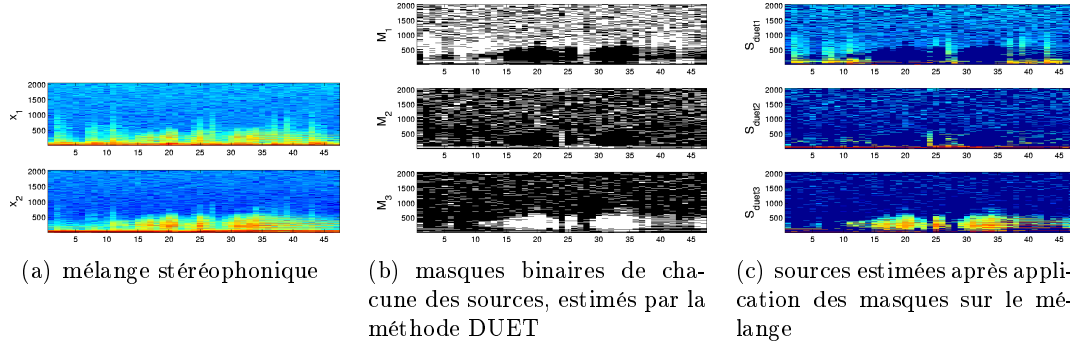 x1
2000
1500
1000
500
5 10 15 20 25 30 35 40 45
x2
2000
1500
1000
500
5 10 15 20 25 30 35 40 45
(a) mélange stéréophonique
M1
2000
1500
1000
500
5 10 15 20 25 30 35 40 45
M2
2000
1500
1000
500
5 10 15 20 25 30 35 40 45
M3
2000
1500
1000
500
5 10 15 20 25 30 35 40 45
(b) masques binaires de cha-
cune des sources, estimés par la
méthode DUET
Sduet1
2000
1500
1000
500
5 10 15 20 25 30 35 40 45
Sduet2
2000
1500
1000
500
5 10 15 20 25 30 35 40 45
Sduet3
2000
1500
1000
500
5 10 15 20 25 30 35 40 45
(c) sources estimées après appli-
cation des masques sur le mé-
lange